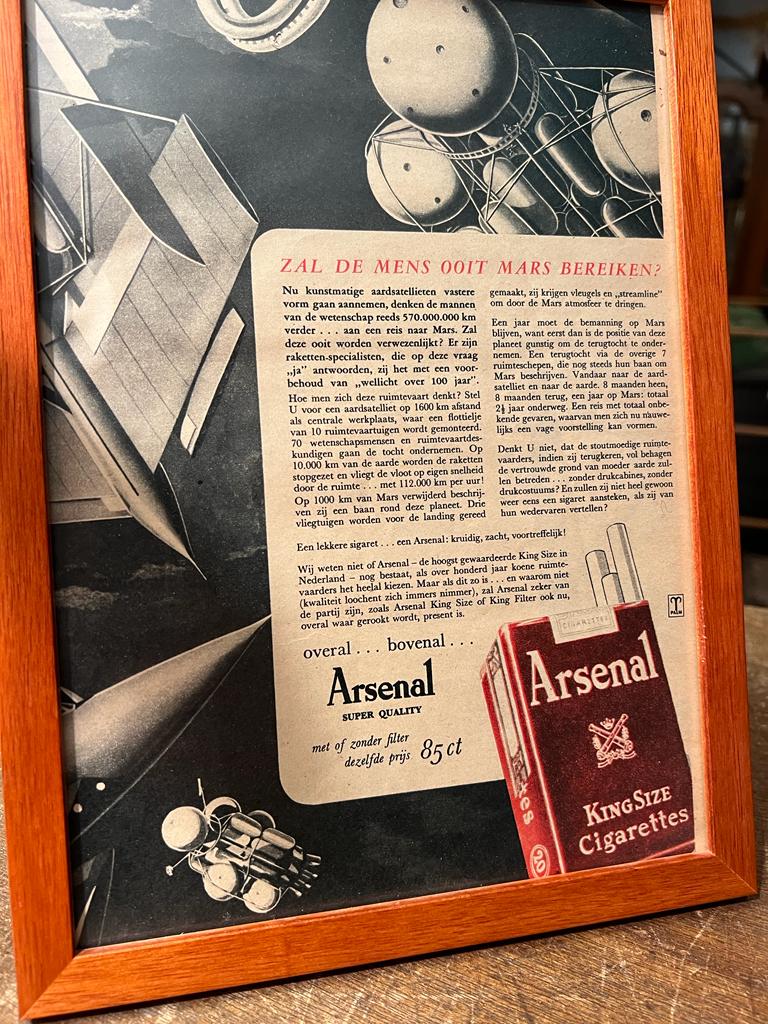 ZAL DE MENS OOIT MARS BEREIKEN?
Nu kunstmatige aardsatellieten vastere
vorm gaan aannemen, denken de mannen
van de wetenschap reeds 570.000.000 km
verder . . . aan een reis naar Mars. Zal
deze ooit worden verwezenlijkt? Er zijn
raketten-specialisten, die op deze vraag
„ja” antwoorden, zij het met een voor-
behoud van „wellicht over 100 jaar”.
Hoe men zich deze ruimtevaart denkt? Stel
U voor een aardsatelliet op 1600 km afstand
als centrale werkplaats, waar een flottielje
van 10 ruimtevaartuigen wordt gemonteerd.
70 wetenschapsmensen en ruimtevaartdes-
kundigen gaan de tocht ondernemen. Op
10.000 km van de aarde worden de raketten
stopgezet en vliegt de vloot op eigen snelheid
door de ruimte . . . met 112.000 km per uur!
Op 1000 km van Mars verwijderd beschrij-
ven zij een baan rond deze planeet. Drie
vliegtuigen worden voor de landing gereed
gemaakt, zij krijgen vleugels en „streamline”
om door de Mars atmosfeer te dringen.
Een jaar moet de bemanning op Mars
blijven, want eerst dan is de positie van deze
planeet gunstig om de terugtocht te onder-
nemen. Een terugtocht via de overige 7
ruimteschepen, die nog steeds hun baan om
Mars beschrijven. Vandaar naar de aard-
satelliet en naar de aarde. 8 maanden heen,
8 maanden terug, een jaar op Mars: totaal
2½ jaar onderweg. Een reis met totaal onbe-
kende gevaren, waarvan men zich nu nauwe-
lijks een vage voorstelling kan vormen.
Denkt U niet, dat de stoutmoedige ruimte-
vaarders, indien zij terugkeren, vol behagen
de vertrouwde grond van moeder aarde zul-
len betreden . . . zonder drukcabines, zonder
drukcostuums? En zullen zij niet heel gewoon
weer eens een sigaret aansteken, als zij van
hun wedervaren vertellen?
Een lekkere sigaret . . . een Arsenal: kruidig, zacht, voortreffelijk!
Wij weten niet of Arsenal – de hoogst gewaardeerde King Size in
Nederland – nog bestaat, als over honderd jaar koene ruimte-
vaarders het heelal kiezen. Maar als dit zo is . . . en waarom niet
(kwaliteit loochent zich immers nimmer), zal Arsenal zeker van
de partij zijn, zoals Arsenal King Size of King Filter ook nu,
overal waar gerookt wordt, present is.
overal . . . bovenal . . .
Arsenal
SUPER QUALITY
met of zonder filter
dezelfde prijs 85 ct
PALM
CIGARETTES
Arsenal
KING SIZE
Cigarettes
tes
20